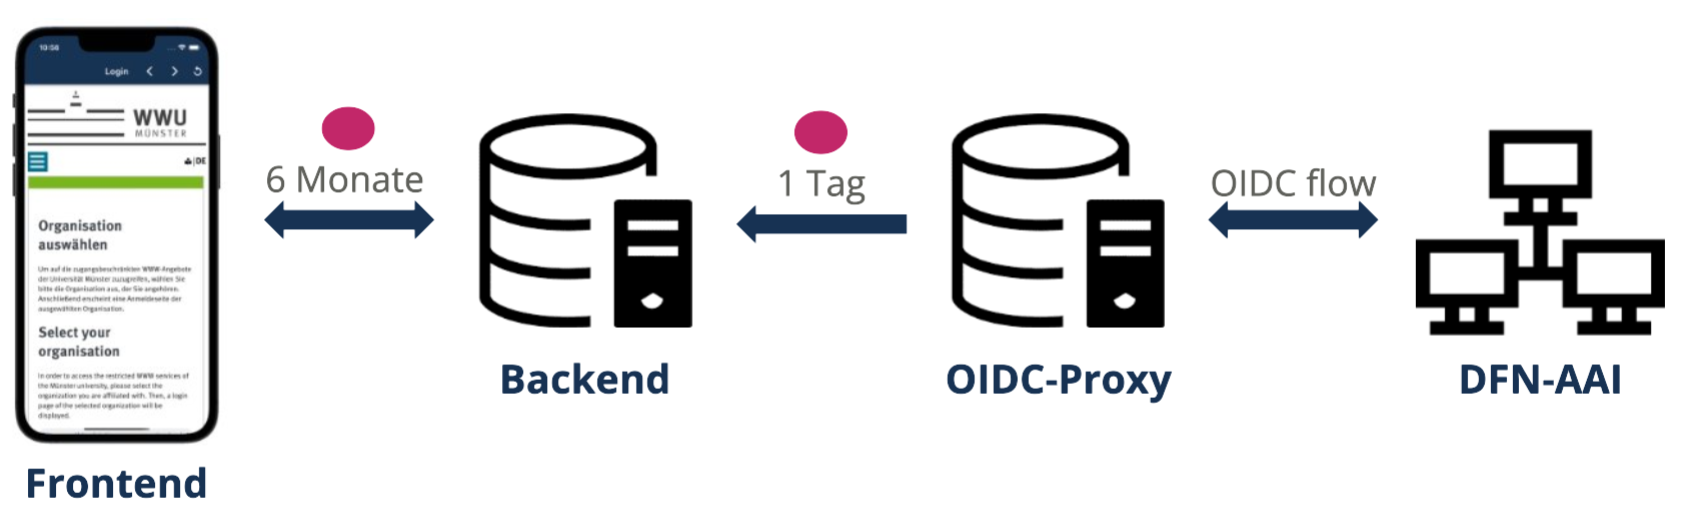 10:56
Login
WWU
MÜNSTER
DE
Organisation
auswählen
Um auf die zugangsbeschränkten WWW-Angebote
der Universität Münster zuzugreifen, wählen Sie
bitte die Organisation aus, der Sie angehören.
Anschließend erscheint eine Anmeldeseite der
ausgewählten Organisation.
Select your
organisation
In order to access the restricted WWW services of
the Münster university, please select the
organization you are affiliated with. Then, a login
page of the selected organization will be
displayed.
Frontend
6 Monate
Backend
1 Tag
OIDC-Proxy
OIDC flow
DFN-AAI